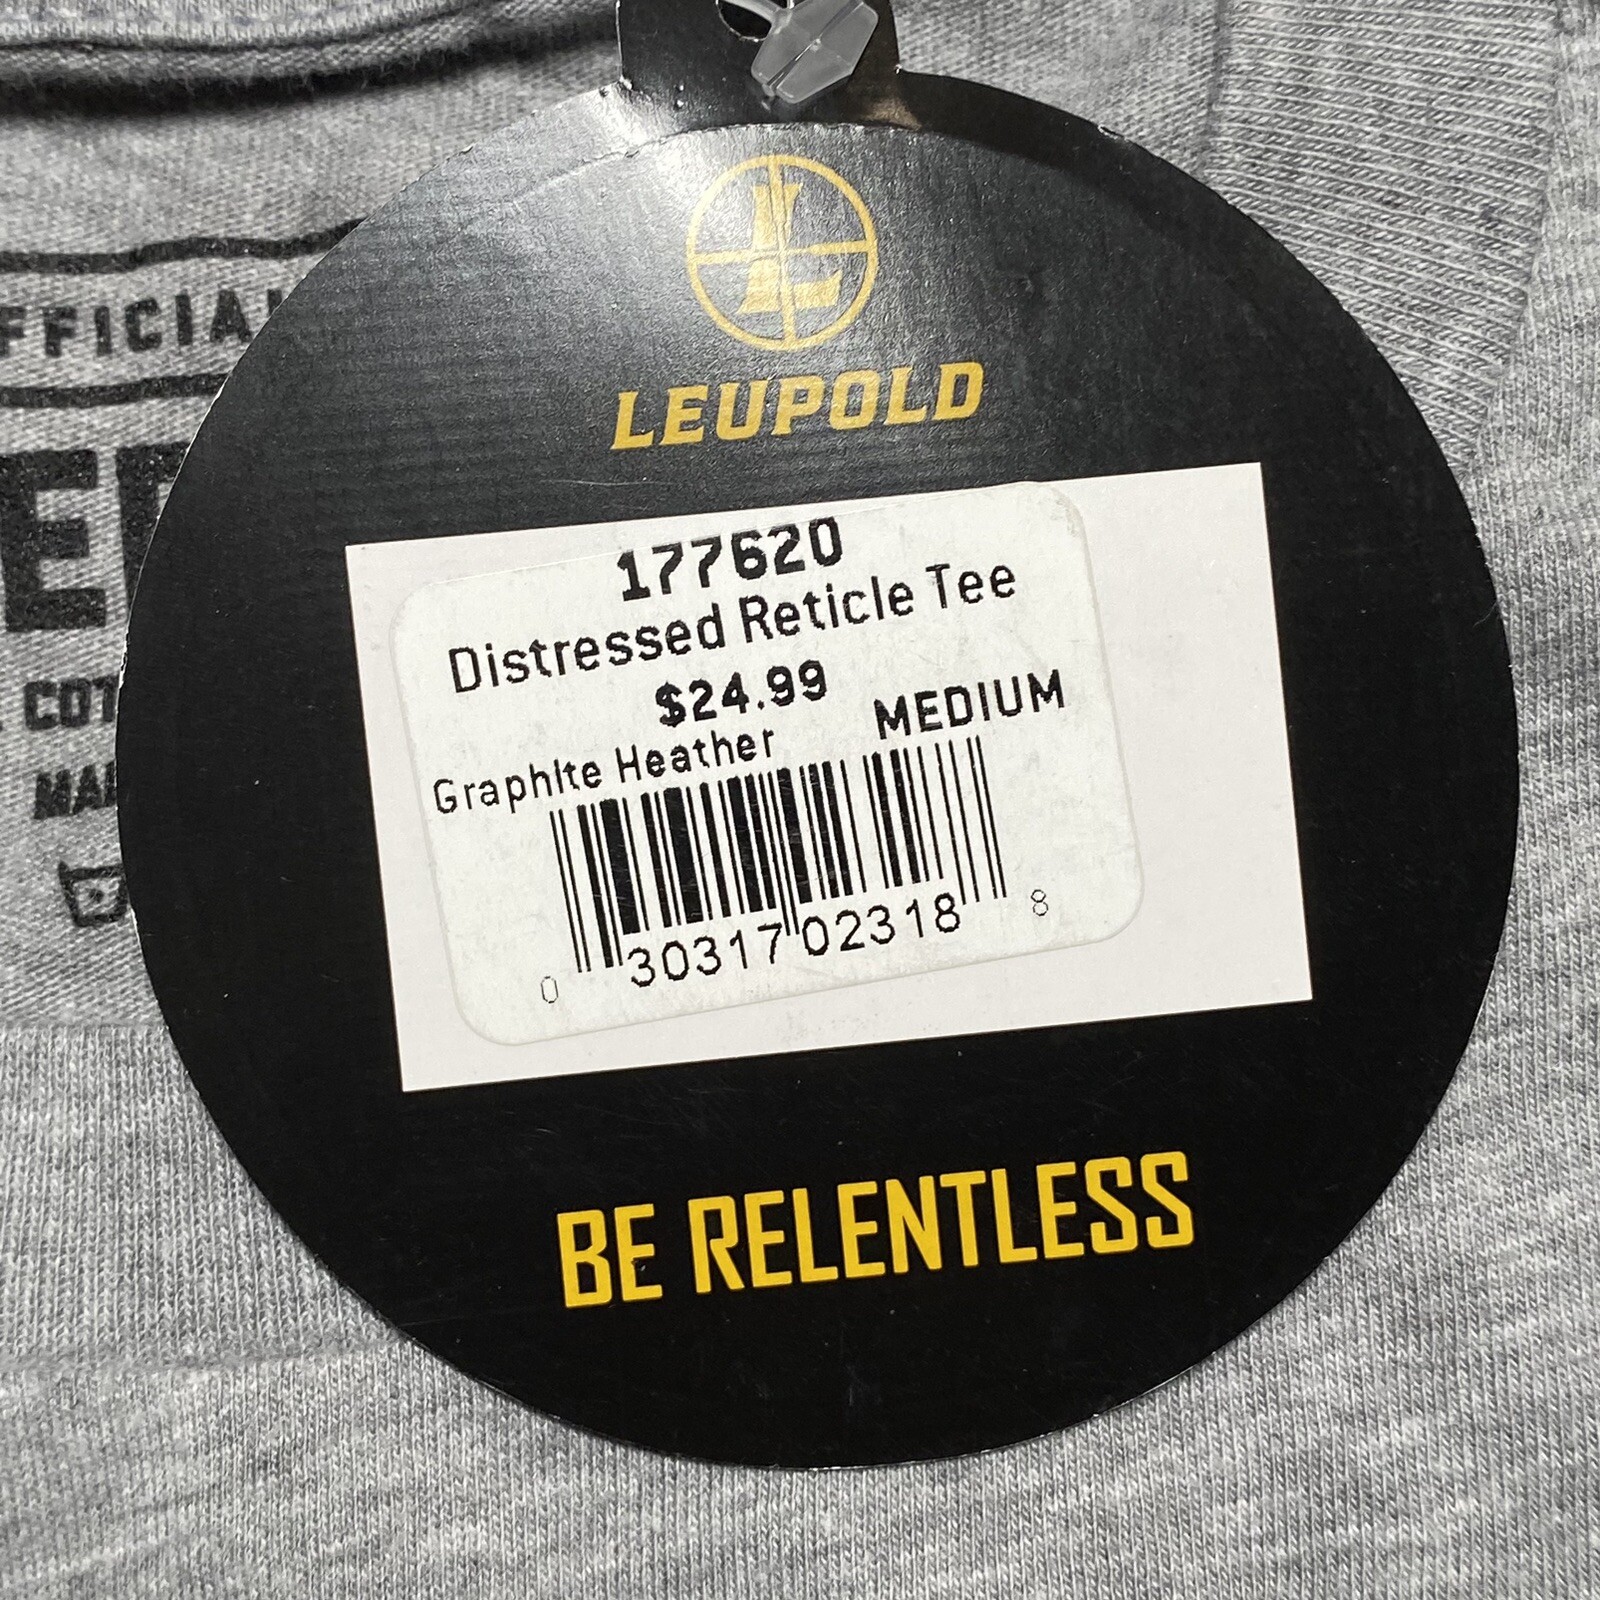 LEUPOLD
177620
Distressed Reticle Tee
$24.99
Graphite Heather MEDIUM
0 30317 02318 8
BE RELENTLESS